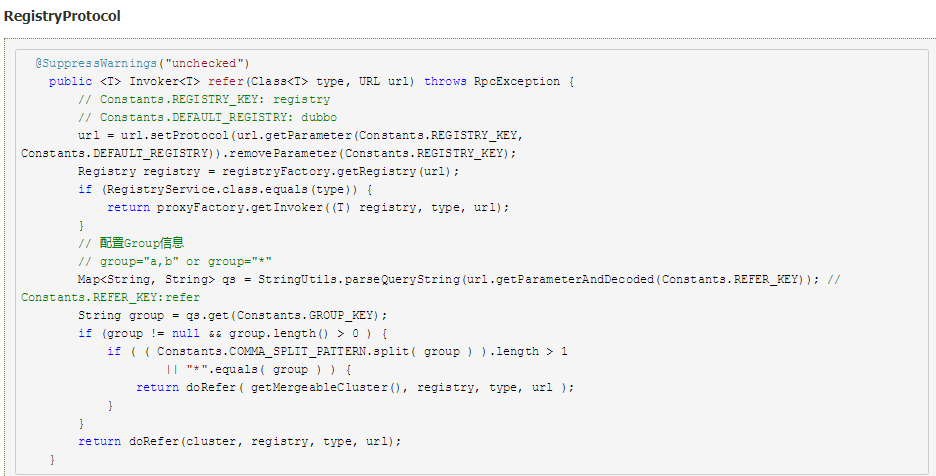 RegistryProtocol
@SuppressWarnings("unchecked")
public <T> Invoker<T> refer(Class<T> type, URL url) throws RpcException {
// Constants.REGISTRY_KEY: registry
// Constants.DEFAULT_REGISTRY: dubbo
url = url.setProtocol(url.getParameter(Constants.REGISTRY_KEY,
Constants.DEFAULT_REGISTRY)).removeParameter(Constants.REGISTRY_KEY);
Registry registry = registryFactory.getRegistry(url);
if (RegistryService.class.equals(type)) {
return proxyFactory.getInvoker((T) registry, type, url);
}
// 配置Group信息
// group="a,b" or group="*"
Map<String, String> qs = StringUtils.parseQueryString(url.getParameterAndDecoded(Constants.REFER_KEY)); //
Constants.REFER_KEY:refer
String group = qs.get(Constants.GROUP_KEY);
if (group != null && group.length() > 0 ) {
if ( ( Constants.COMMA_SPLIT_PATTERN.split( group ) ).length > 1
|| "*".equals( group ) ) {
return doRefer( getMergeableCluster(), registry, type, url );
}
}
return doRefer(cluster, registry, type, url);
}